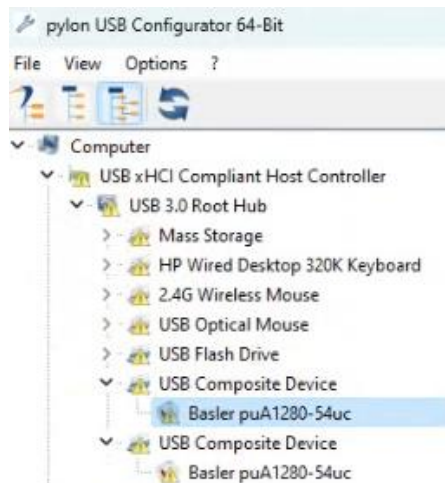 pylon USB Configurator 64-Bit
File View Options ?
Computer
USB xHCI Compliant Host Controller
USB 3.0 Root Hub
Mass Storage
HP Wired Desktop 320K Keyboard
2.4G Wireless Mouse
USB Optical Mouse
USB Flash Drive
USB Composite Device
Basler puA1280-54uc
USB Composite Device
Basler puA1280-54uc